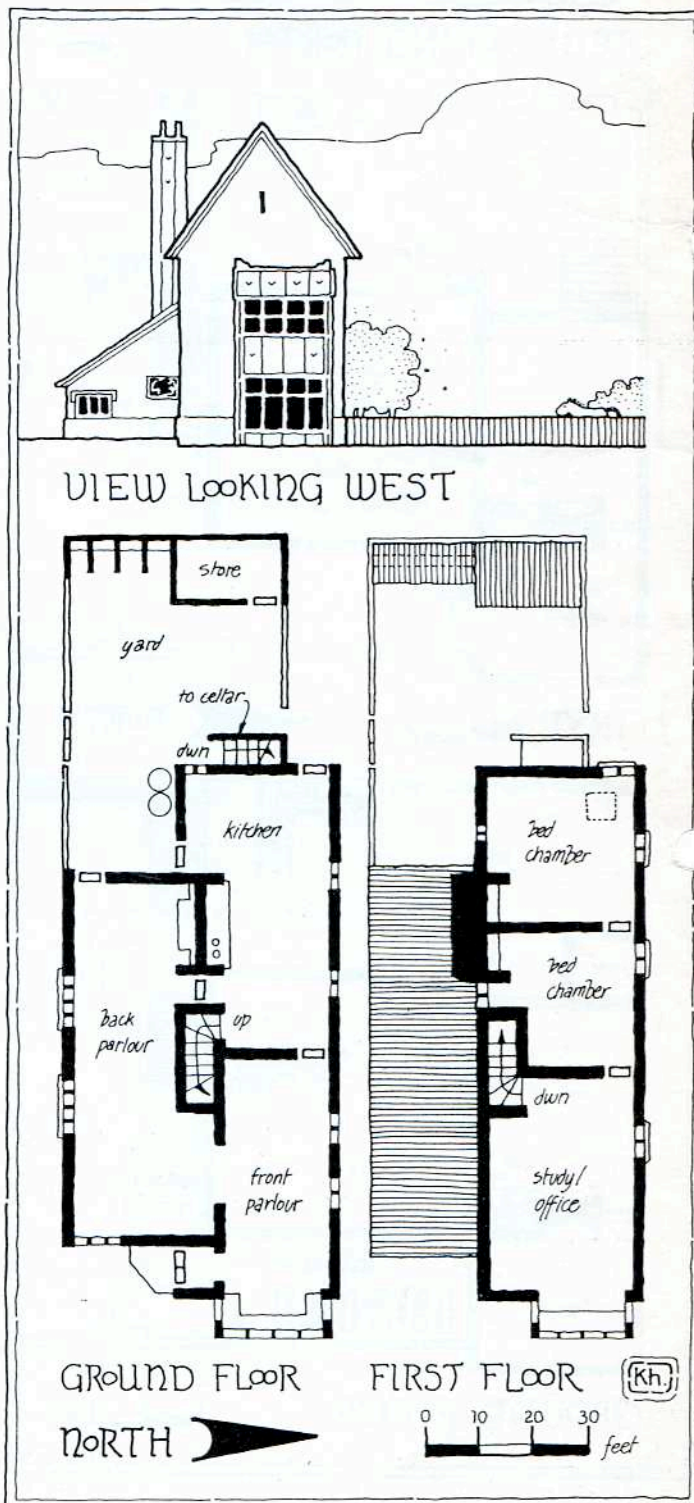 VIEW LOOKING WEST
store
yard
to cellar
dwn
kitchen
bed
chamber
bed
chamber
back
parlour
up
dwn
front
parlour
study/
office
GROUND FLOOR
FIRST FLOOR
kh.
NORTH
0 10 20 30
feet